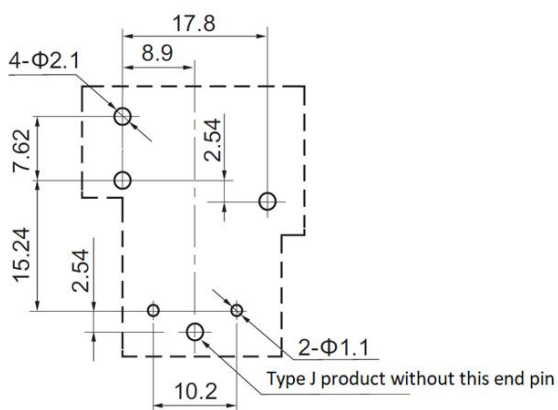 17.8
8.9
4-Φ2.1
7.62
2.54
15.24
2.54
2-Φ1.1
Type J product without this end pin
10.2